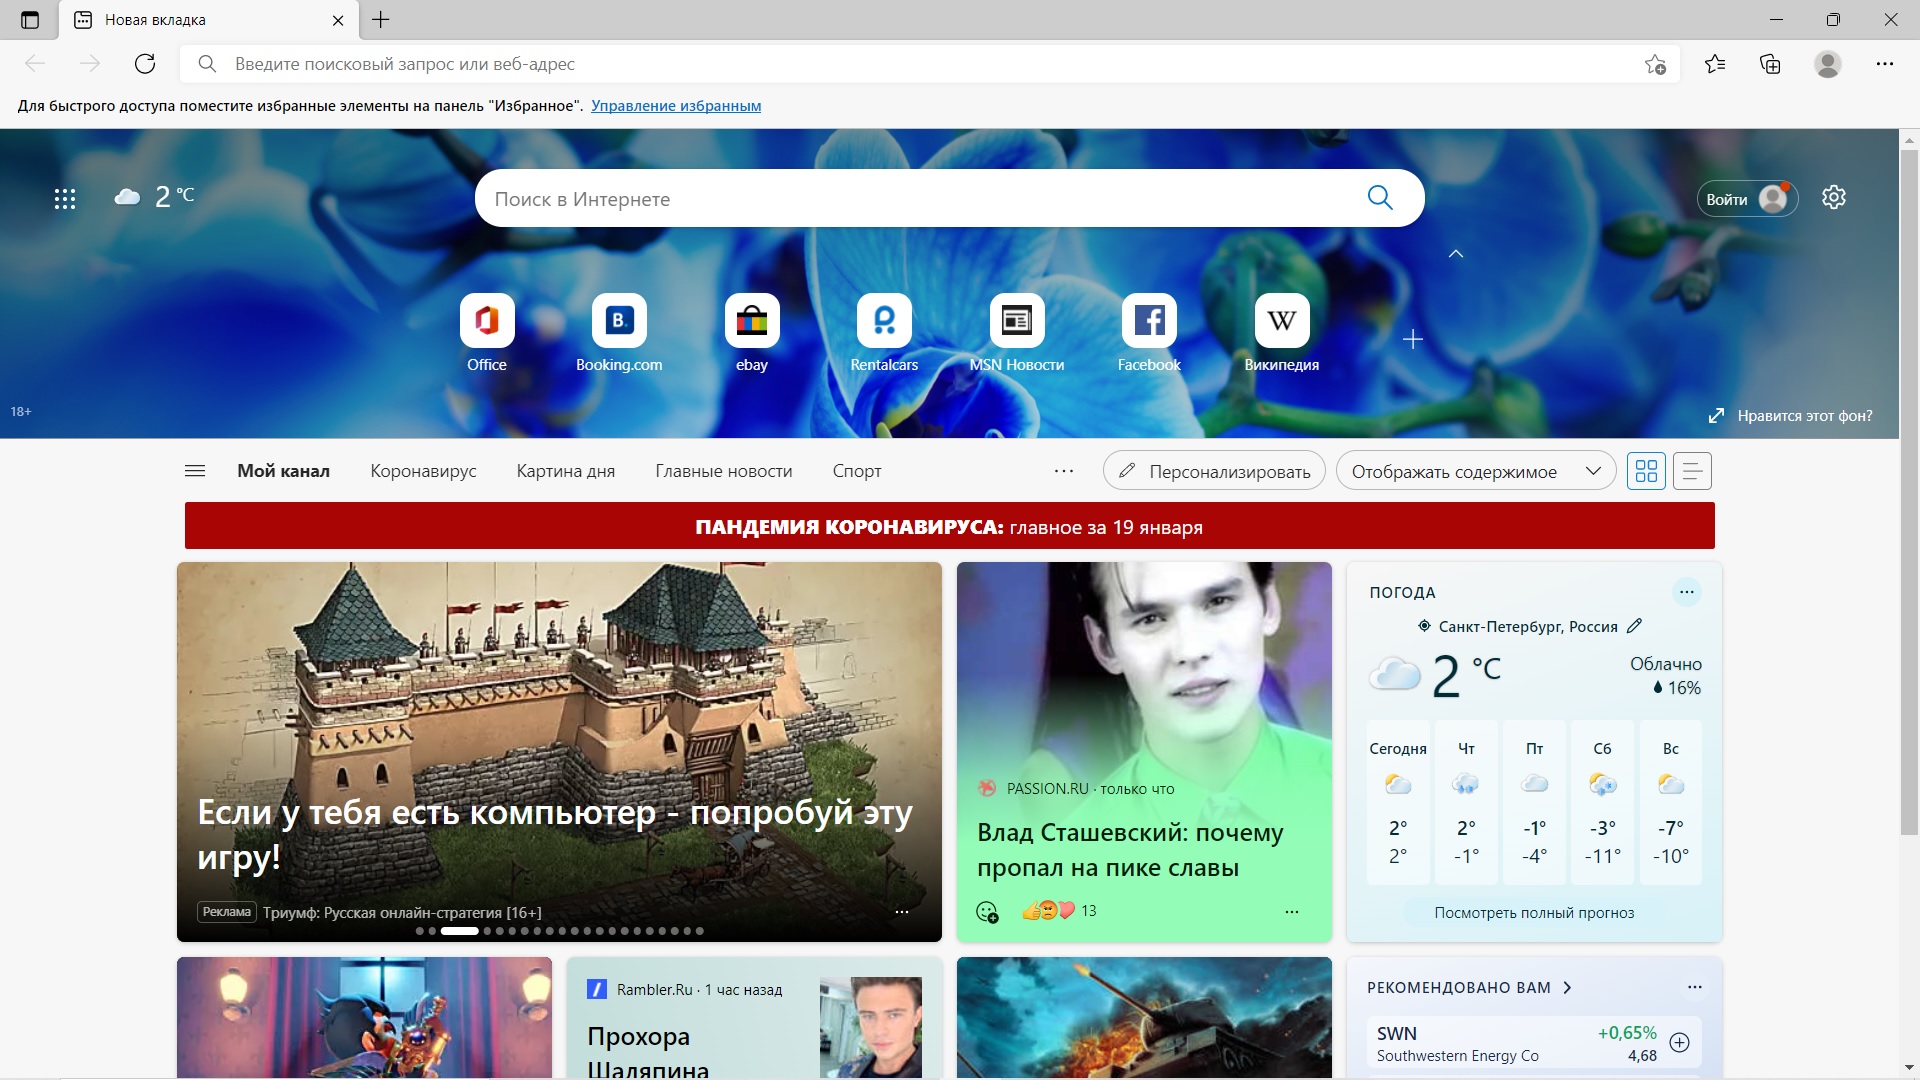 Новая вкладка
Введите поисковый запрос или веб-адрес
Для быстрого доступа поместите избранные элементы на панель "Избранное". Управление избранным
2 °C
Поиск в Интернете
Войти
Office
B.
Booking.com
ebay
Rentalcars
MSN Новости
Facebook
W
Википедия
18+
Нравится этот фон?
Мой канал
Коронавирус
Картина дня
Главные новости
Спорт
Персонализировать
Отображать содержимое
ПАНДЕМИЯ КОРОНАВИРУСА: главное за 19 января
Если у тебя есть компьютер - попробуй эту
игру!
Реклама Триумф: Русская онлайн-стратегия [16+]
PASSION.RU · только что
Влад Сташевский: почему
пропал на пике славы
13
ПОГОДА
Санкт-Петербург, Россия
2 °C
Облачно
16%
Сегодня Чт Пт Сб Вс
2° 2° -1° -3° -7°
2° -1° -4° -11° -10°
Посмотреть полный прогноз
Rambler.Ru · 1 час назад
Прохора
Шаляпина
РЕКОМЕНДОВАНО ВАМ
SWN +0,65%
Southwestern Energy Co 4,68